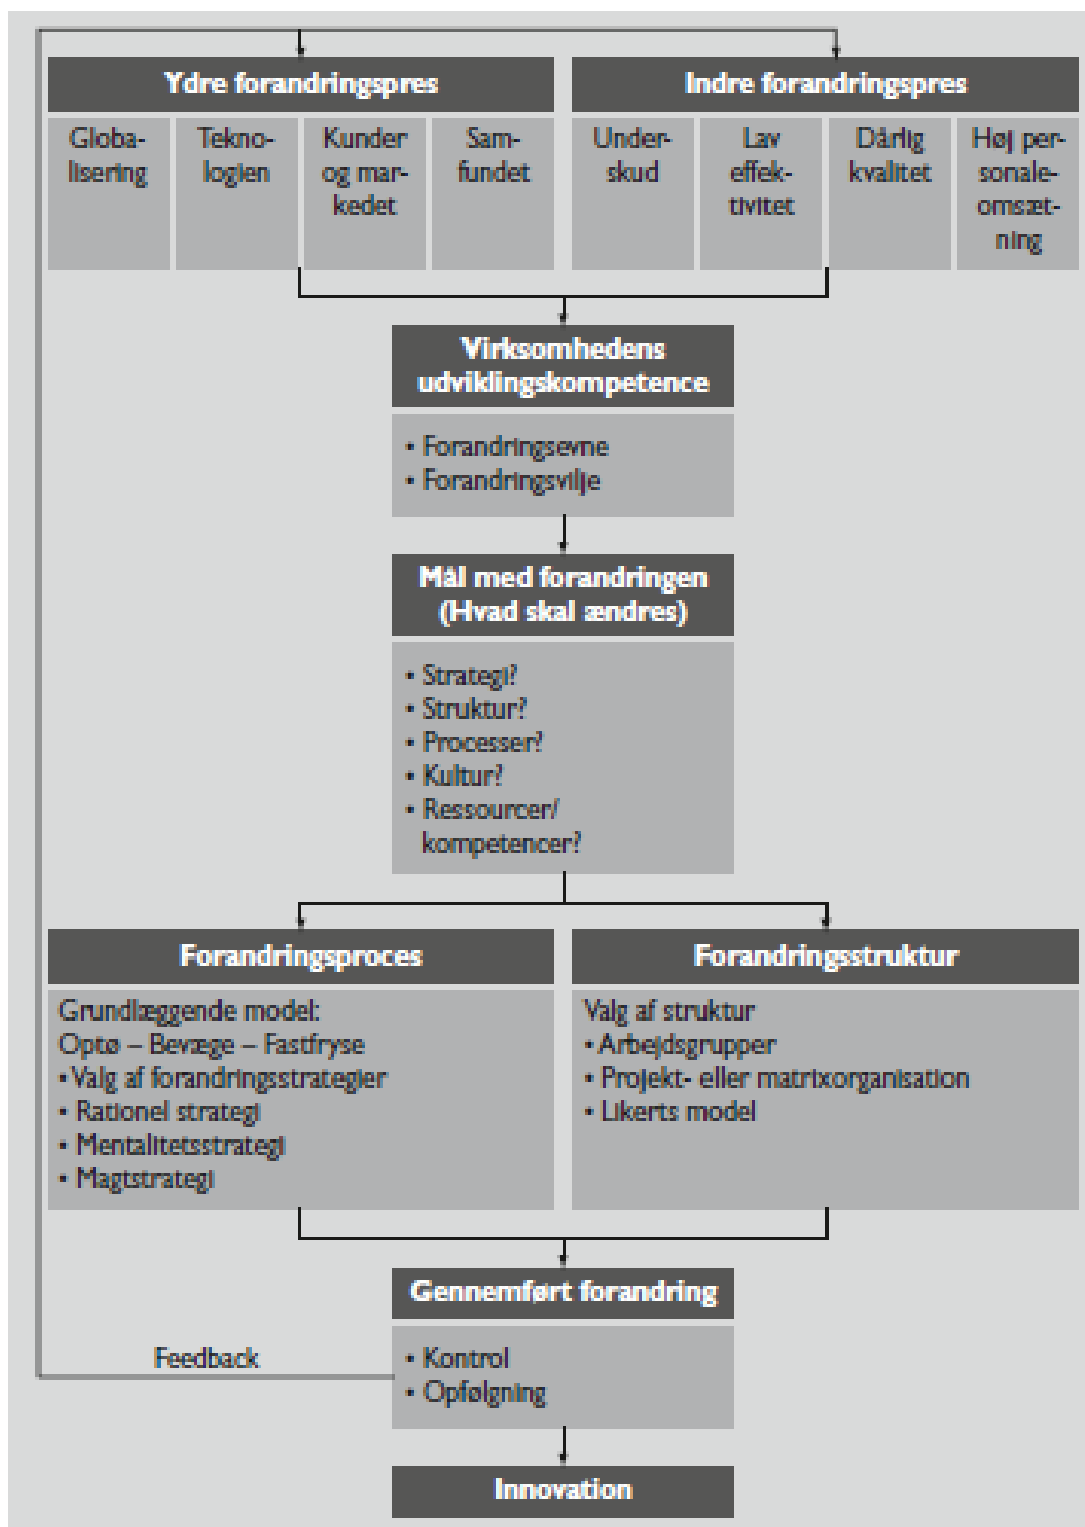 Ydre forandringspres
Globa-
lisering
Tekno-
logien
Kunder
og mar-
kedet
Sam-
fundet
Indre forandringspres
Under-
skud
Lav
effek-
tivitet
Dårlig
kvalitet
Høj per-
sonale-
omsæt-
ning
Virksomhedens
udviklingskompetence
• Forandringsevne
• Forandringsvilje
Mål med forandringen
(Hvad skal ændres)
• Strategi?
• Struktur?
• Processer?
• Kultur?
• Ressourcer/
kompetencer?
Forandringsproces
Grundlæggende model:
Optø – Bevæge – Fastfryse
• Valg af forandringsstrategier
• Rationel strategi
• Mentalitetsstrategi
• Magtstrategi
Forandringsstruktur
Valg af struktur
• Arbejdsgrupper
• Projekt- eller matrixorganisation
• Likerts model
Gennemført forandring
• Kontrol
• Opfølgning
Feedback
Innovation